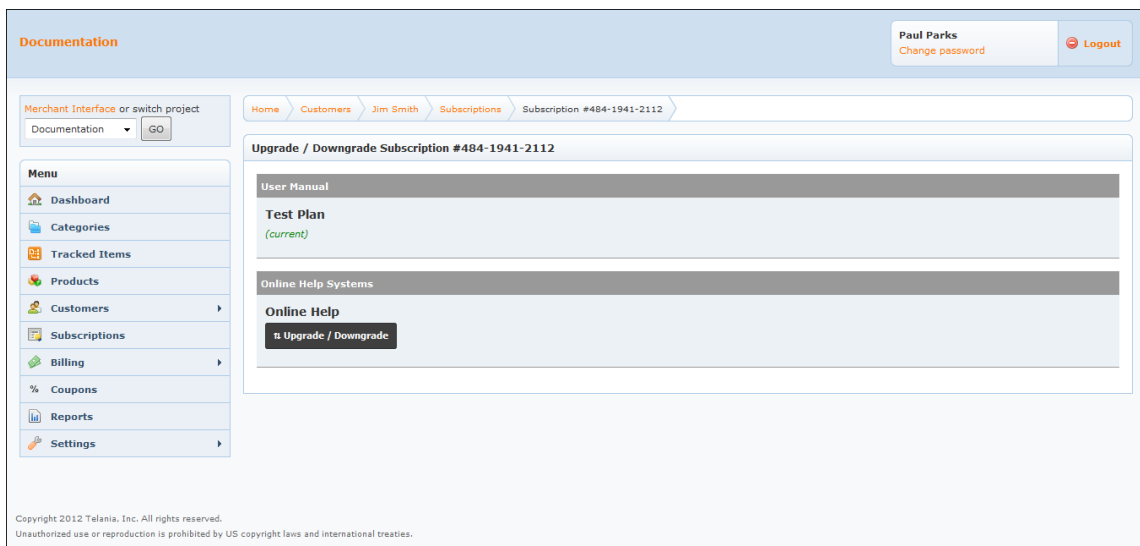 Documentation
Paul Parks
Change password
Logout
Merchant Interface or switch project
Documentation GO
Home Customers Jim Smith Subscriptions Subscription #484-1941-2112
Upgrade / Downgrade Subscription #484-1941-2112
Menu
Dashboard
Categories
Tracked Items
Products
Customers
Subscriptions
Billing
% Coupons
Reports
Settings
User Manual
Test Plan
(current)
Online Help Systems
Online Help
⇅ Upgrade / Downgrade
Copyright 2012 Telania, Inc. All rights reserved.
Unauthorized use or reproduction is prohibited by US copyright laws and international treaties.